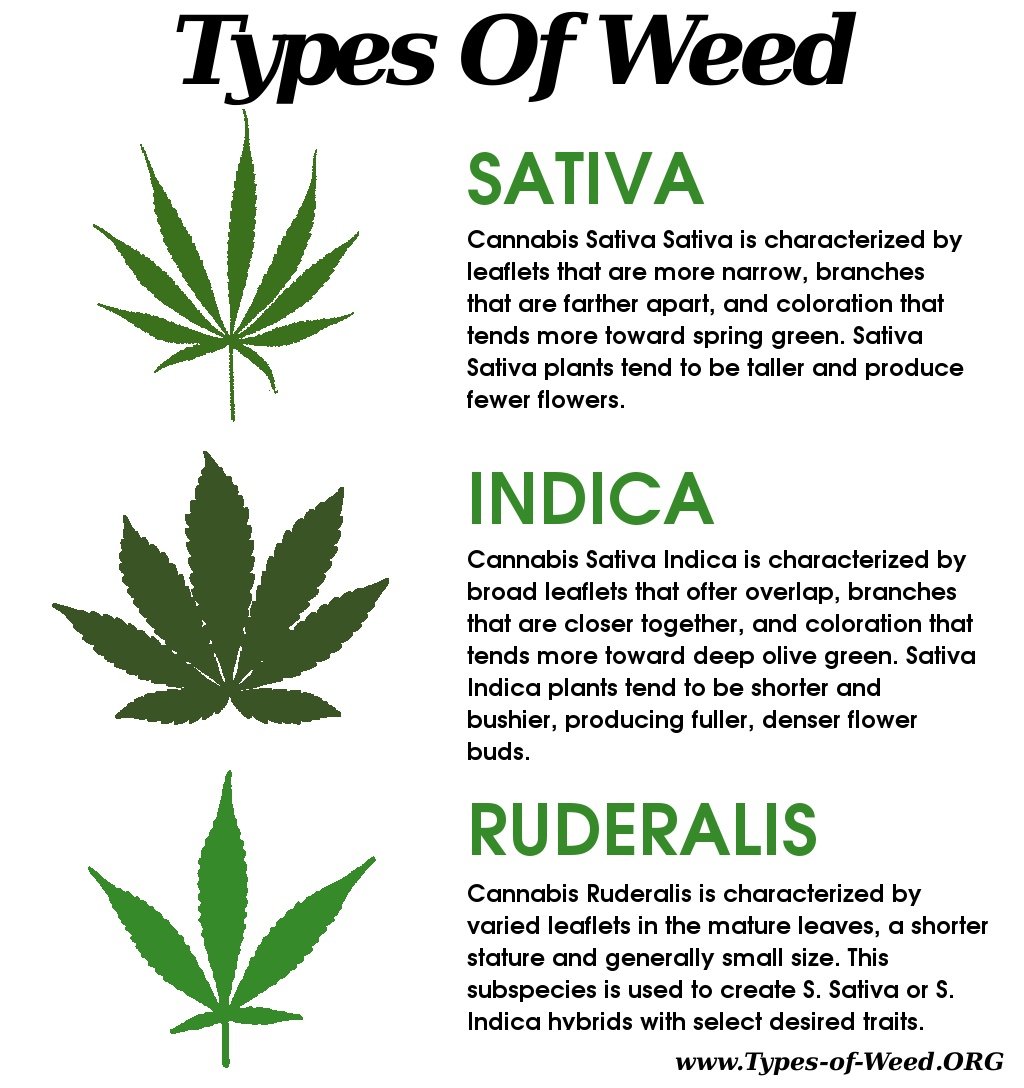 Types Of Weed
SATIVA
Cannabis Sativa Sativa is characterized by
leaflets that are more narrow, branches
that are farther apart, and coloration that
tends more toward spring green. Sativa
Sativa plants tend to be taller and produce
fewer flowers.
INDICA
Cannabis Sativa Indica is characterized by
broad leaflets that ofter overlap, branches
that are closer together, and coloration that
tends more toward deep olive green. Sativa
Indica plants tend to be shorter and
bushier, producing fuller, denser flower
buds.
RUDERALIS
Cannabis Ruderalis is characterized by
varied leaflets in the mature leaves, a shorter
stature and generally small size. This
subspecies is used to create S. Sativa or S.
Indica hvbrids with select desired traits.
www.Types-of-Weed.ORG